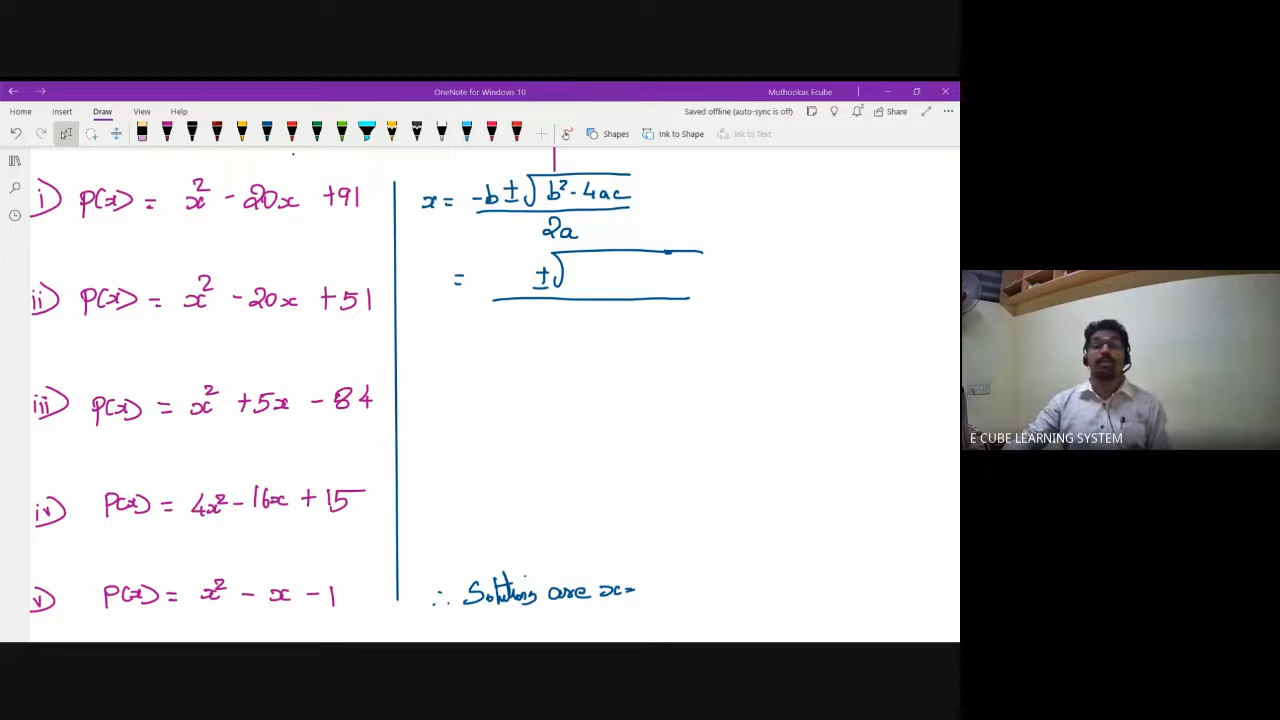 OneNote for Windows 10
Muthookas Ecube
Home Insert Draw View Help
Saved offline (auto-sync is off)
Share
Shapes
Ink to Shape
Ink to Text
i) P(x) = x² - 20x + 91
ii) P(x) = x² - 20x + 51
iii) P(x) = x² + 5x - 84
iv) P(x) = 4x² - 16x + 15
v) P(x) = x² - x - 1
x = -b ± √b² - 4ac
2a
= ± √
∴ Solutions are x =
E CUBE LEARNING SYSTEM